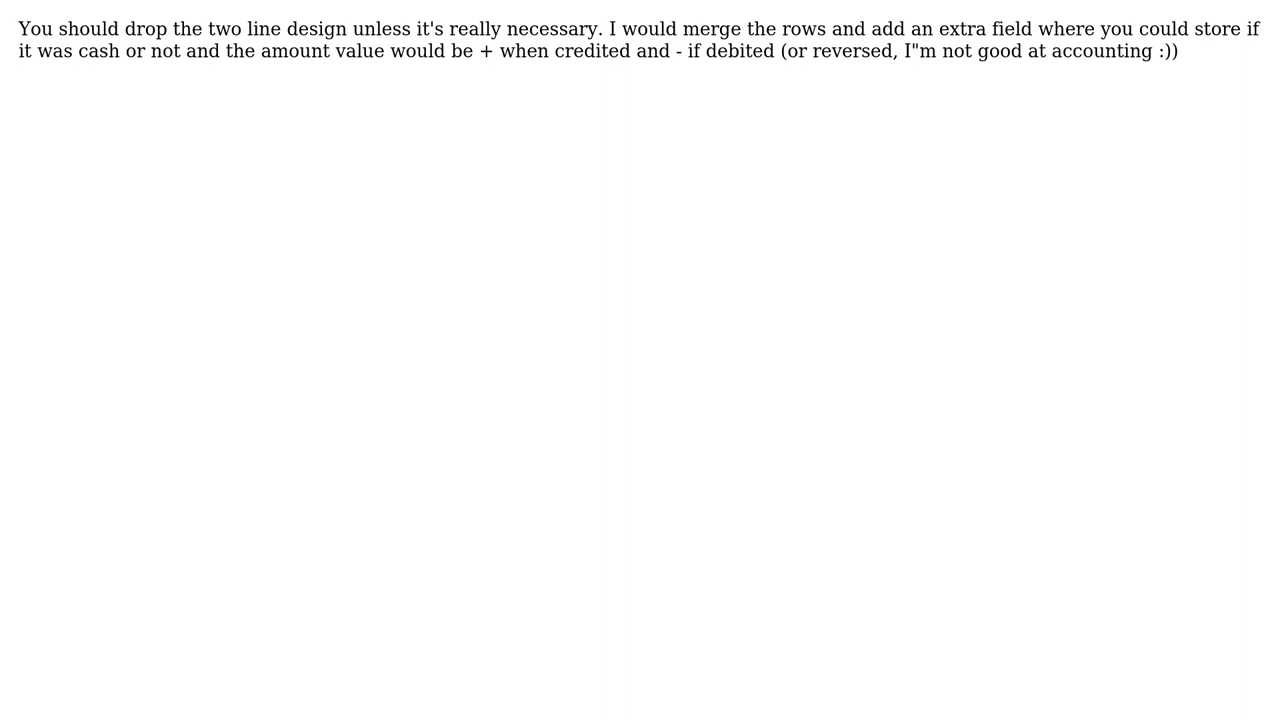 You should drop the two line design unless it's really necessary. I would merge the rows and add an extra field where you could store if
it was cash or not and the amount value would be + when credited and - if debited (or reversed, I"m not good at accounting :))